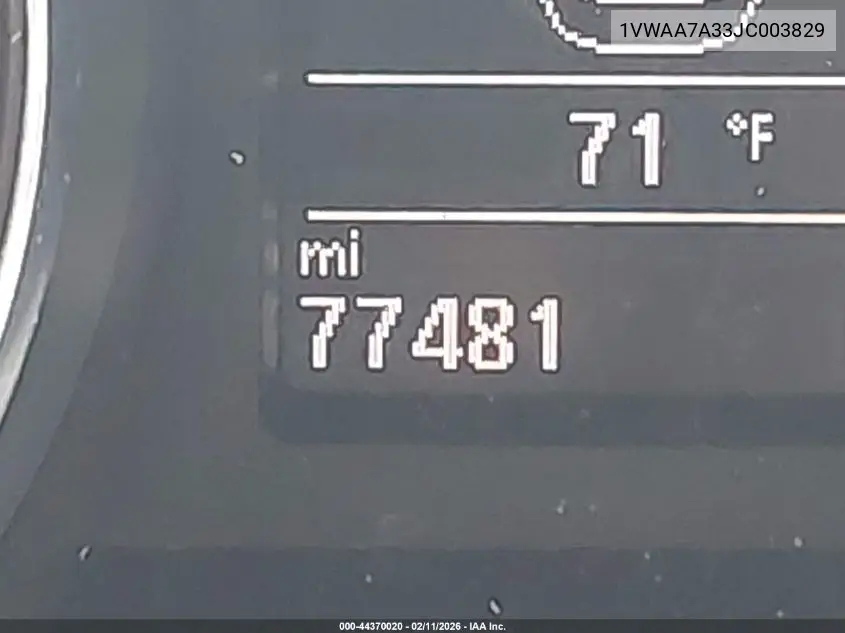 1VWAA7A33JC003829
71 °F
mi
77481
000-44370020 - 02/11/2026 - IAA Inc.